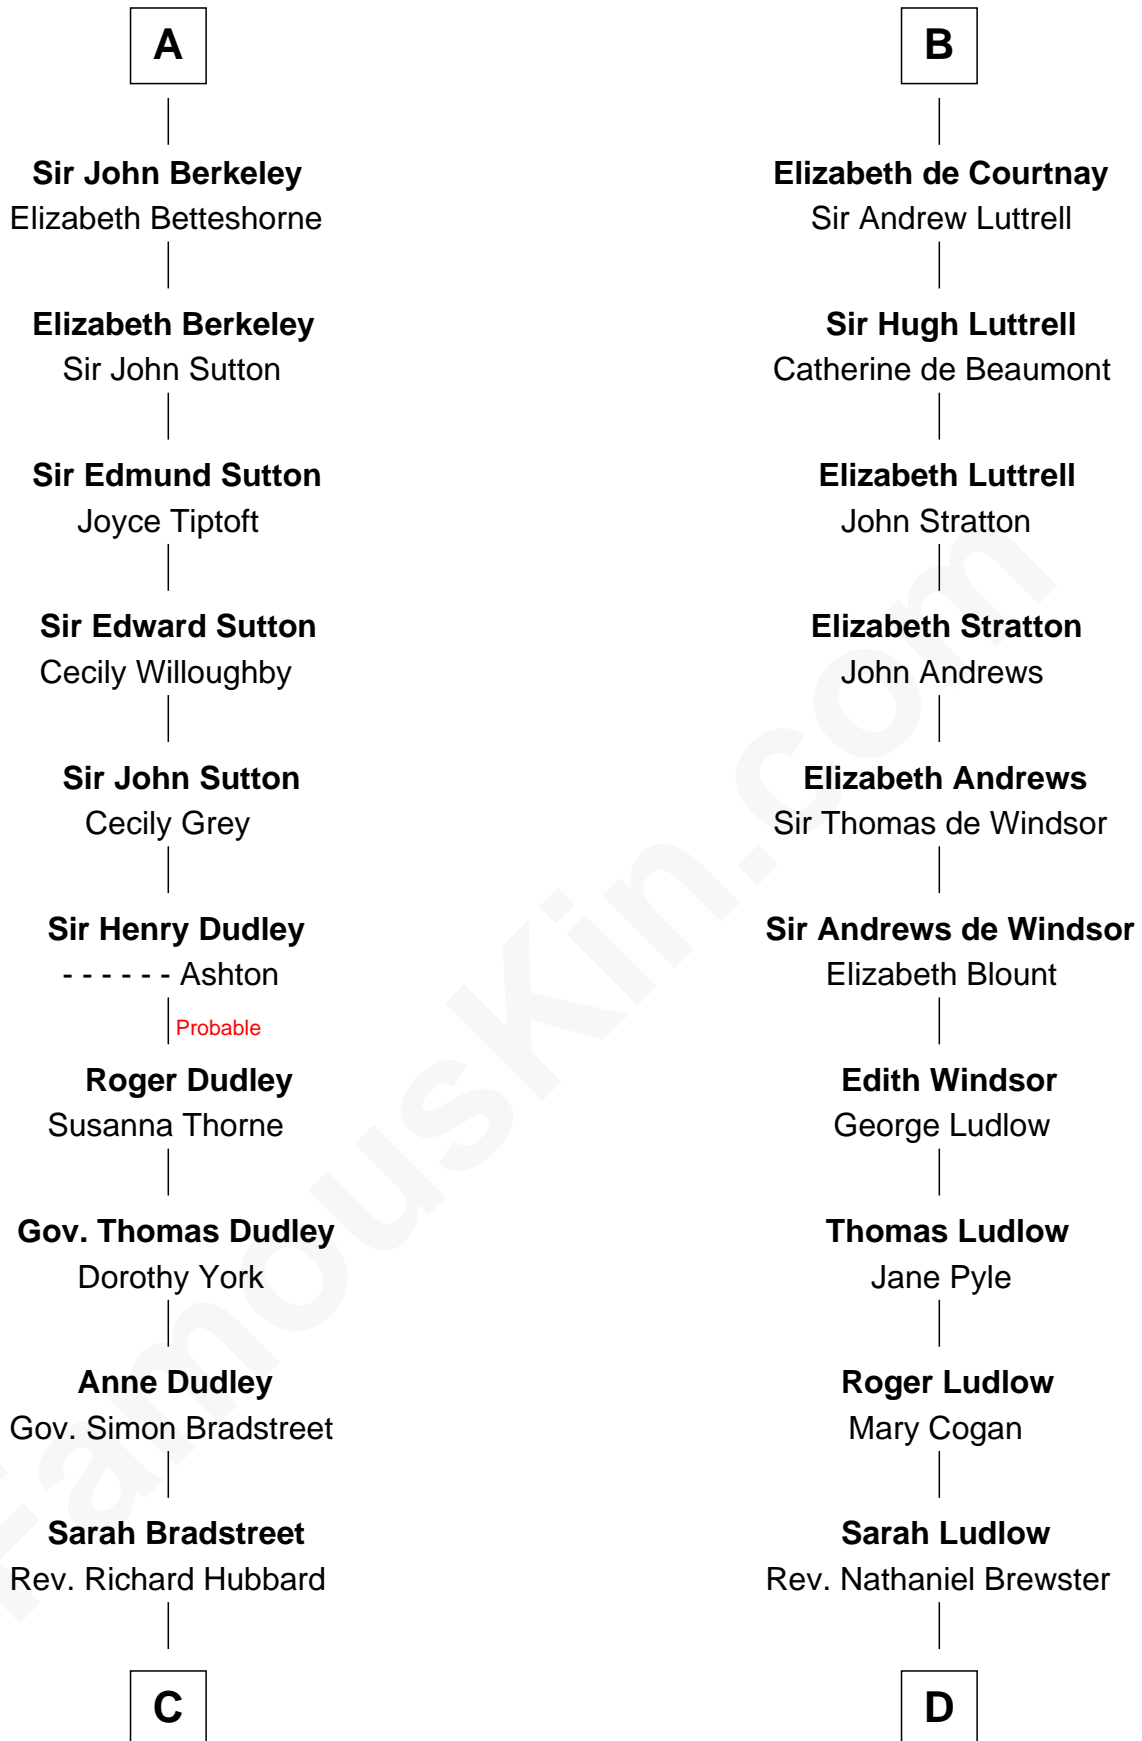 A
Sir John Berkeley
Elizabeth Betteshorne
Elizabeth Berkeley
Sir John Sutton
Sir Edmund Sutton
Joyce Tiptoft
Sir Edward Sutton
Cecily Willoughby
Sir John Sutton
Cecily Grey
Sir Henry Dudley
- - - - - - Ashton
Probable
Roger Dudley
Susanna Thorne
Gov. Thomas Dudley
Dorothy York
Anne Dudley
Gov. Simon Bradstreet
Sarah Bradstreet
Rev. Richard Hubbard
C
B
Elizabeth de Courtnay
Sir Andrew Luttrell
Sir Hugh Luttrell
Catherine de Beaumont
Elizabeth Luttrell
John Stratton
Elizabeth Stratton
John Andrews
Elizabeth Andrews
Sir Thomas de Windsor
Sir Andrews de Windsor
Elizabeth Blount
Edith Windsor
George Ludlow
Thomas Ludlow
Jane Pyle
Roger Ludlow
Mary Cogan
Sarah Ludlow
Rev. Nathaniel Brewster
D
FamousKin.com